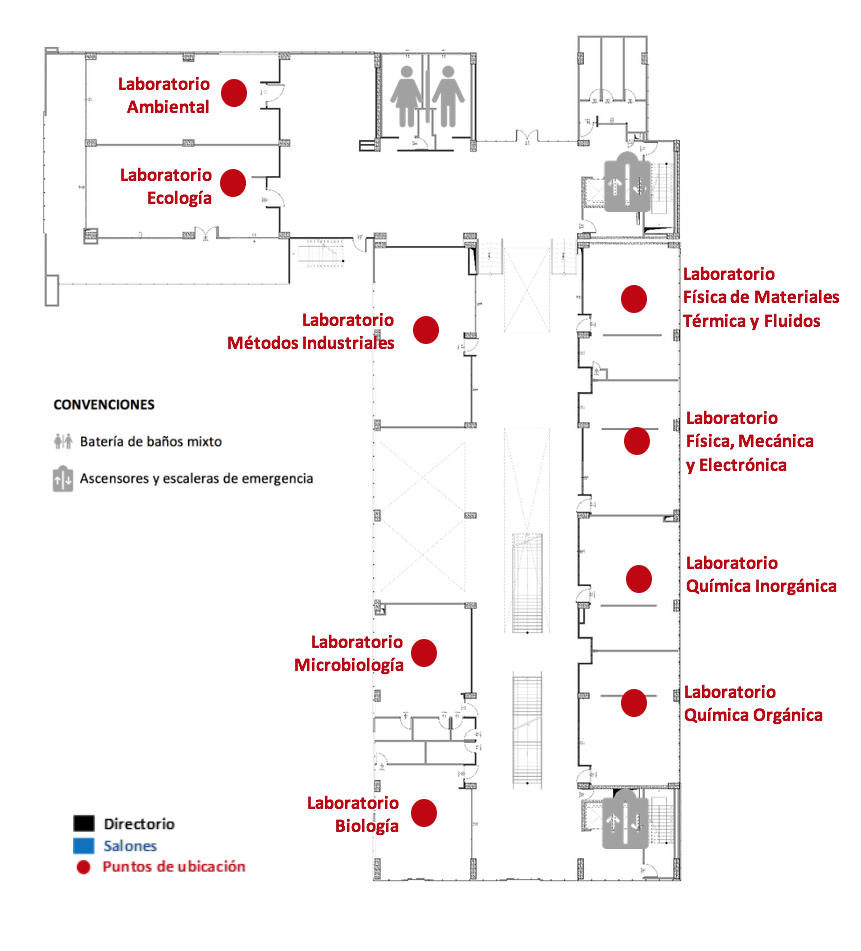 Laboratorio
Ambiental
Laboratorio
Ecología
Laboratorio
Física de Materiales
Térmica y Fluidos
Laboratorio
Métodos Industriales
CONVENCIONES
Batería de baños mixto
Ascensores y escaleras de emergencia
Laboratorio
Física, Mecánica
y Electrónica
Laboratorio
Química Inorgánica
Laboratorio
Microbiología
Laboratorio
Química Orgánica
Laboratorio
Biología
Directorio
Salones
Puntos de ubicación